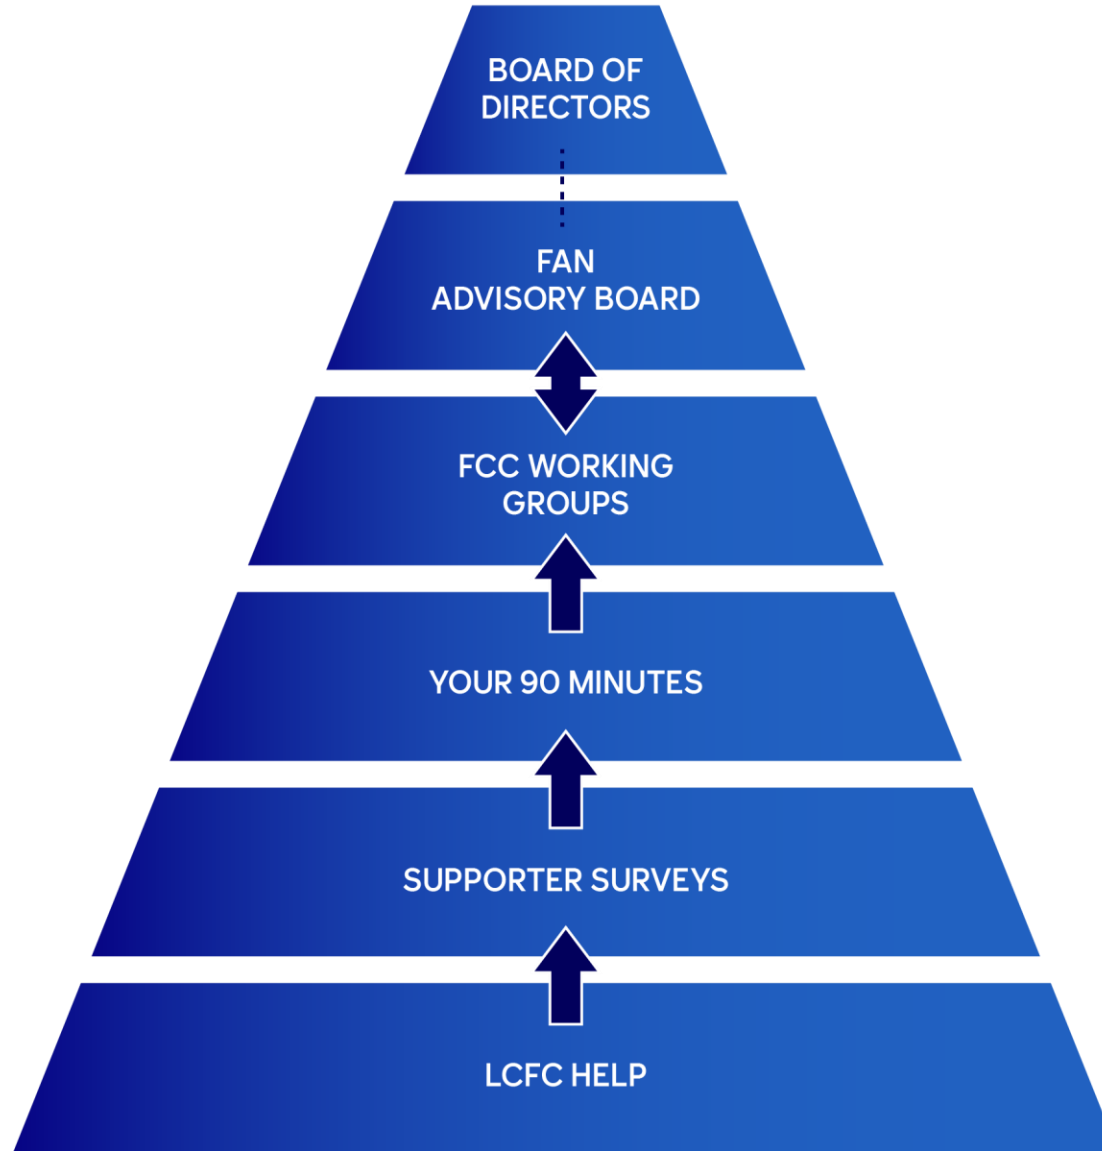 BOARD OF
DIRECTORS
FAN
ADVISORY BOARD
FCC WORKING
GROUPS
YOUR 90 MINUTES
SUPPORTER SURVEYS
LCFC HELP